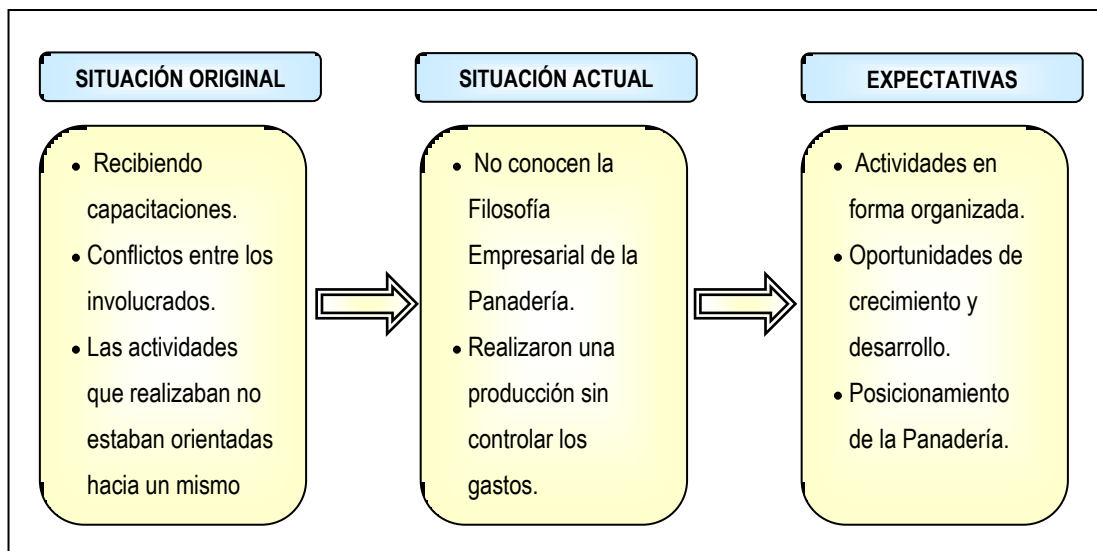 SITUACIÓN ORIGINAL
• Recibiendo
capacitaciones.
• Conflictos entre los
involucrados.
• Las actividades
que realizaban no
estaban orientadas
hacia un mismo
SITUACIÓN ACTUAL
• No conocen la
Filosofía
Empresarial de la
Panadería.
• Realizaron una
producción sin
controlar los
gastos.
EXPECTATIVAS
• Actividades en
forma organizada.
• Oportunidades de
crecimiento y
desarrollo.
• Posicionamiento
de la Panadería.